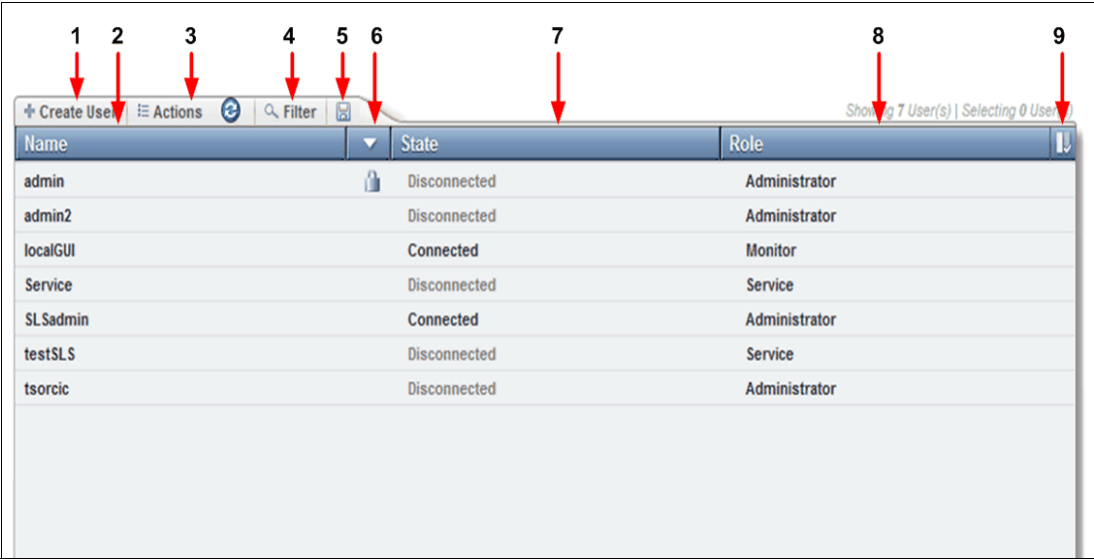 1 2 3 4 5 6 7 8 9
Create User Actions Filter
Showing 7 User(s) | Selecting 0 User(s)
Name State Role
admin Disconnected Administrator
admin2 Disconnected Administrator
localGUI Connected Monitor
Service Disconnected Service
SLSadmin Connected Administrator
testSLS Disconnected Service
tsorcic Disconnected Administrator